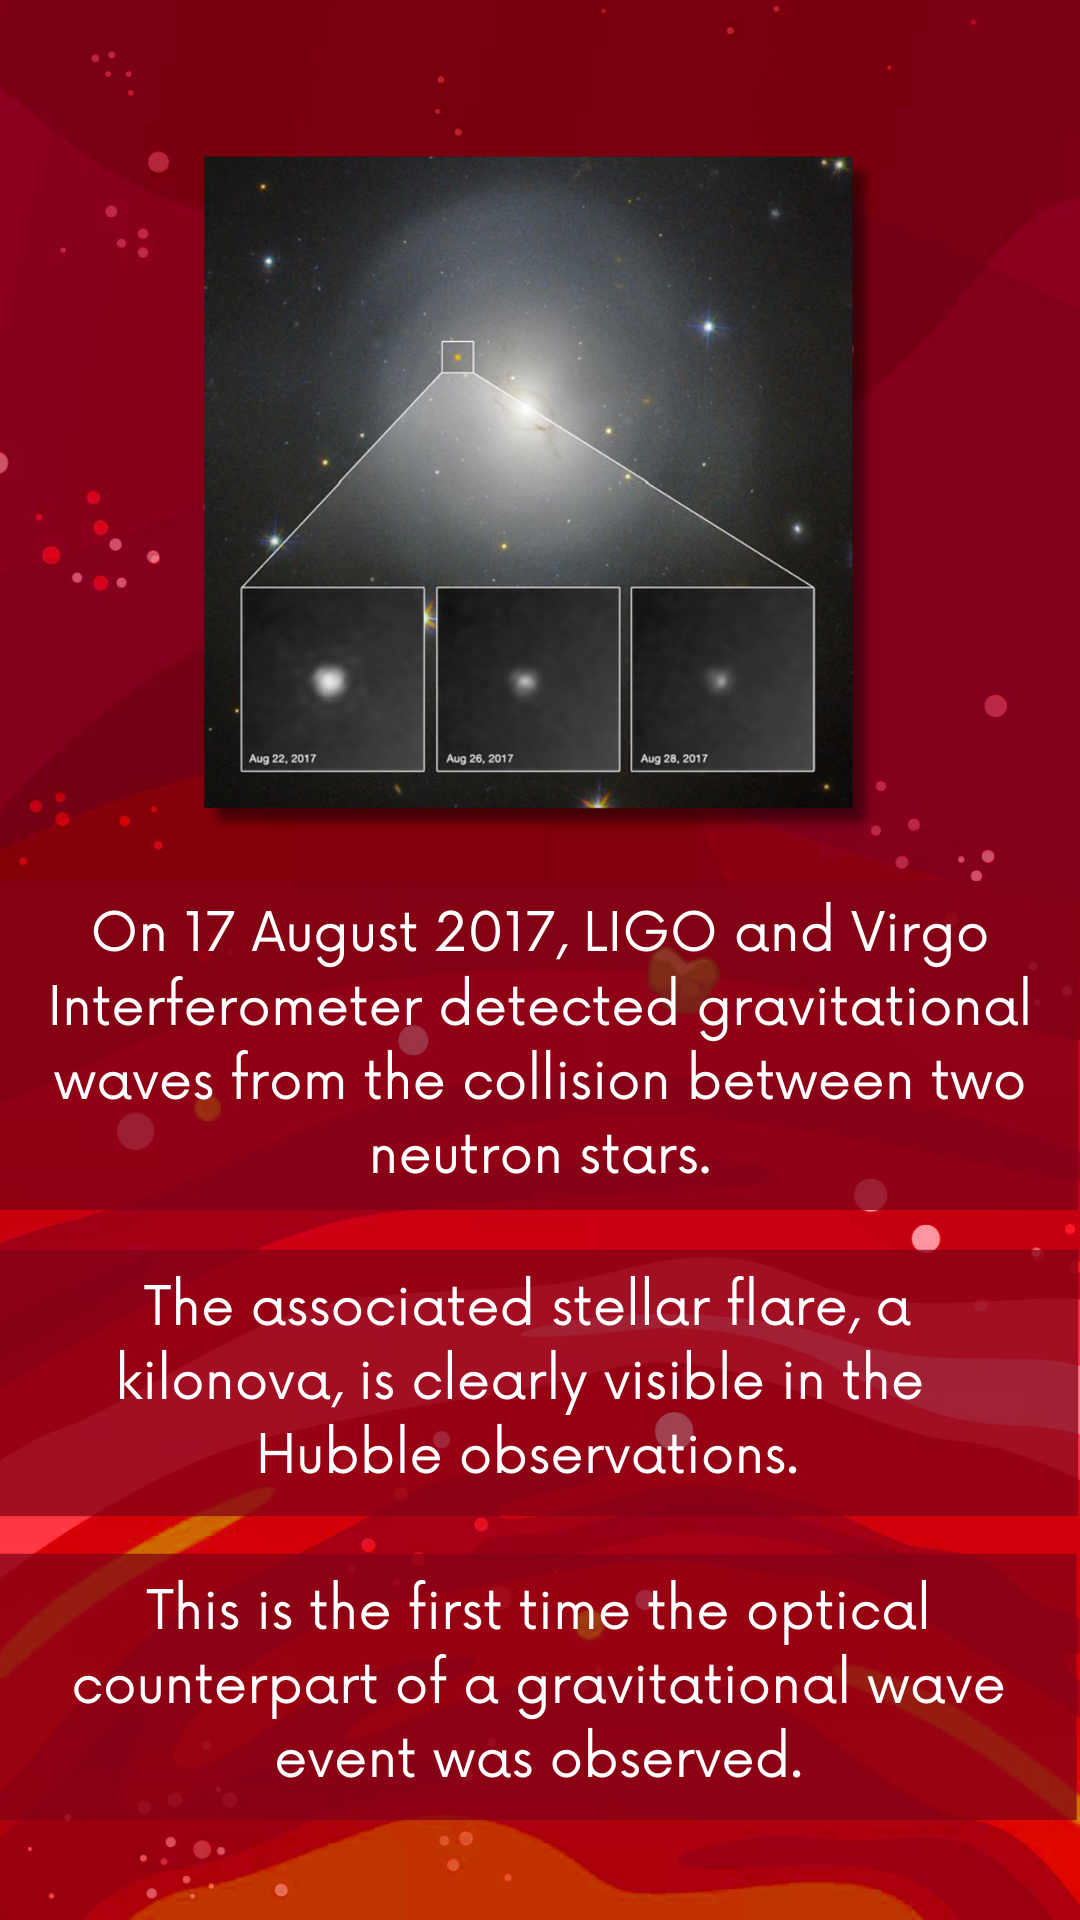 Aug 22, 2017
Aug 26, 2017
Aug 28, 2017
On 17 August 2017, LIGO and Virgo
Interferometer detected gravitational
waves from the collision between two
neutron stars.
The associated stellar flare, a
kilonova, is clearly visible in the
Hubble observations.
This is the first time the optical
counterpart of a gravitational wave
event was observed.